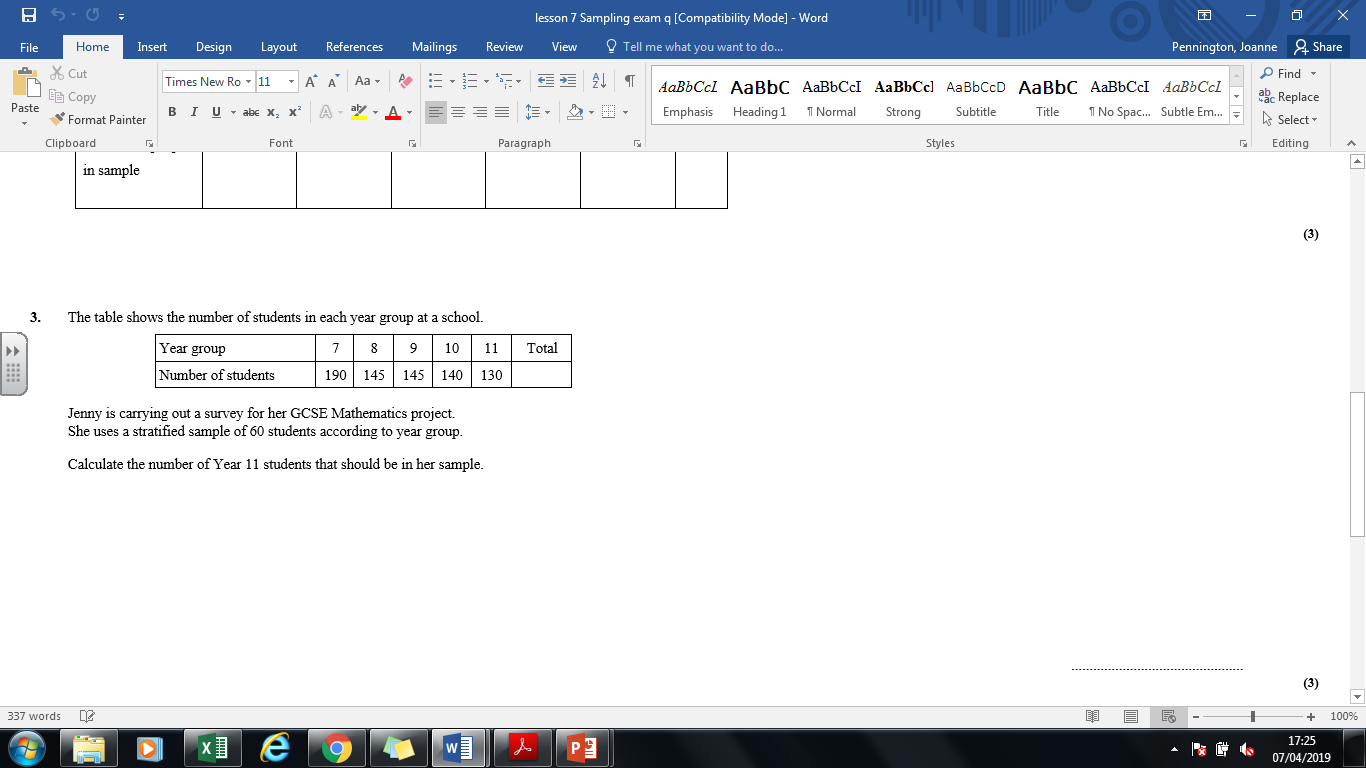 lesson 7 Sampling exam q [Compatibility Mode] - Word
File Home Insert Design Layout References Mailings Review View Tell me what you want to do... Pennington, Joanne Share
Paste
Cut
Copy
Format Painter
Clipboard
Times New Ro 11 A A Aa A
B I U abc x₂ x² A ab A
Font
¶
Paragraph
AaBbCcI AaBbC AaBbCcI AaBbCcI AaBbCcD AaBbC AaBbCcI AaBbCcI
Emphasis Heading 1 ¶ Normal Strong Subtitle Title ¶ No Spac... Subtle Em...
Styles
Find
Replace
Select
Editing
in sample
(3)
3. The table shows the number of students in each year group at a school.
Year group 7 8 9 10 11 Total
Number of students 190 145 145 140 130
Jenny is carrying out a survey for her GCSE Mathematics project.
She uses a stratified sample of 60 students according to year group.
Calculate the number of Year 11 students that should be in her sample.
(3)
337 words
100%
17:25
07/04/2019